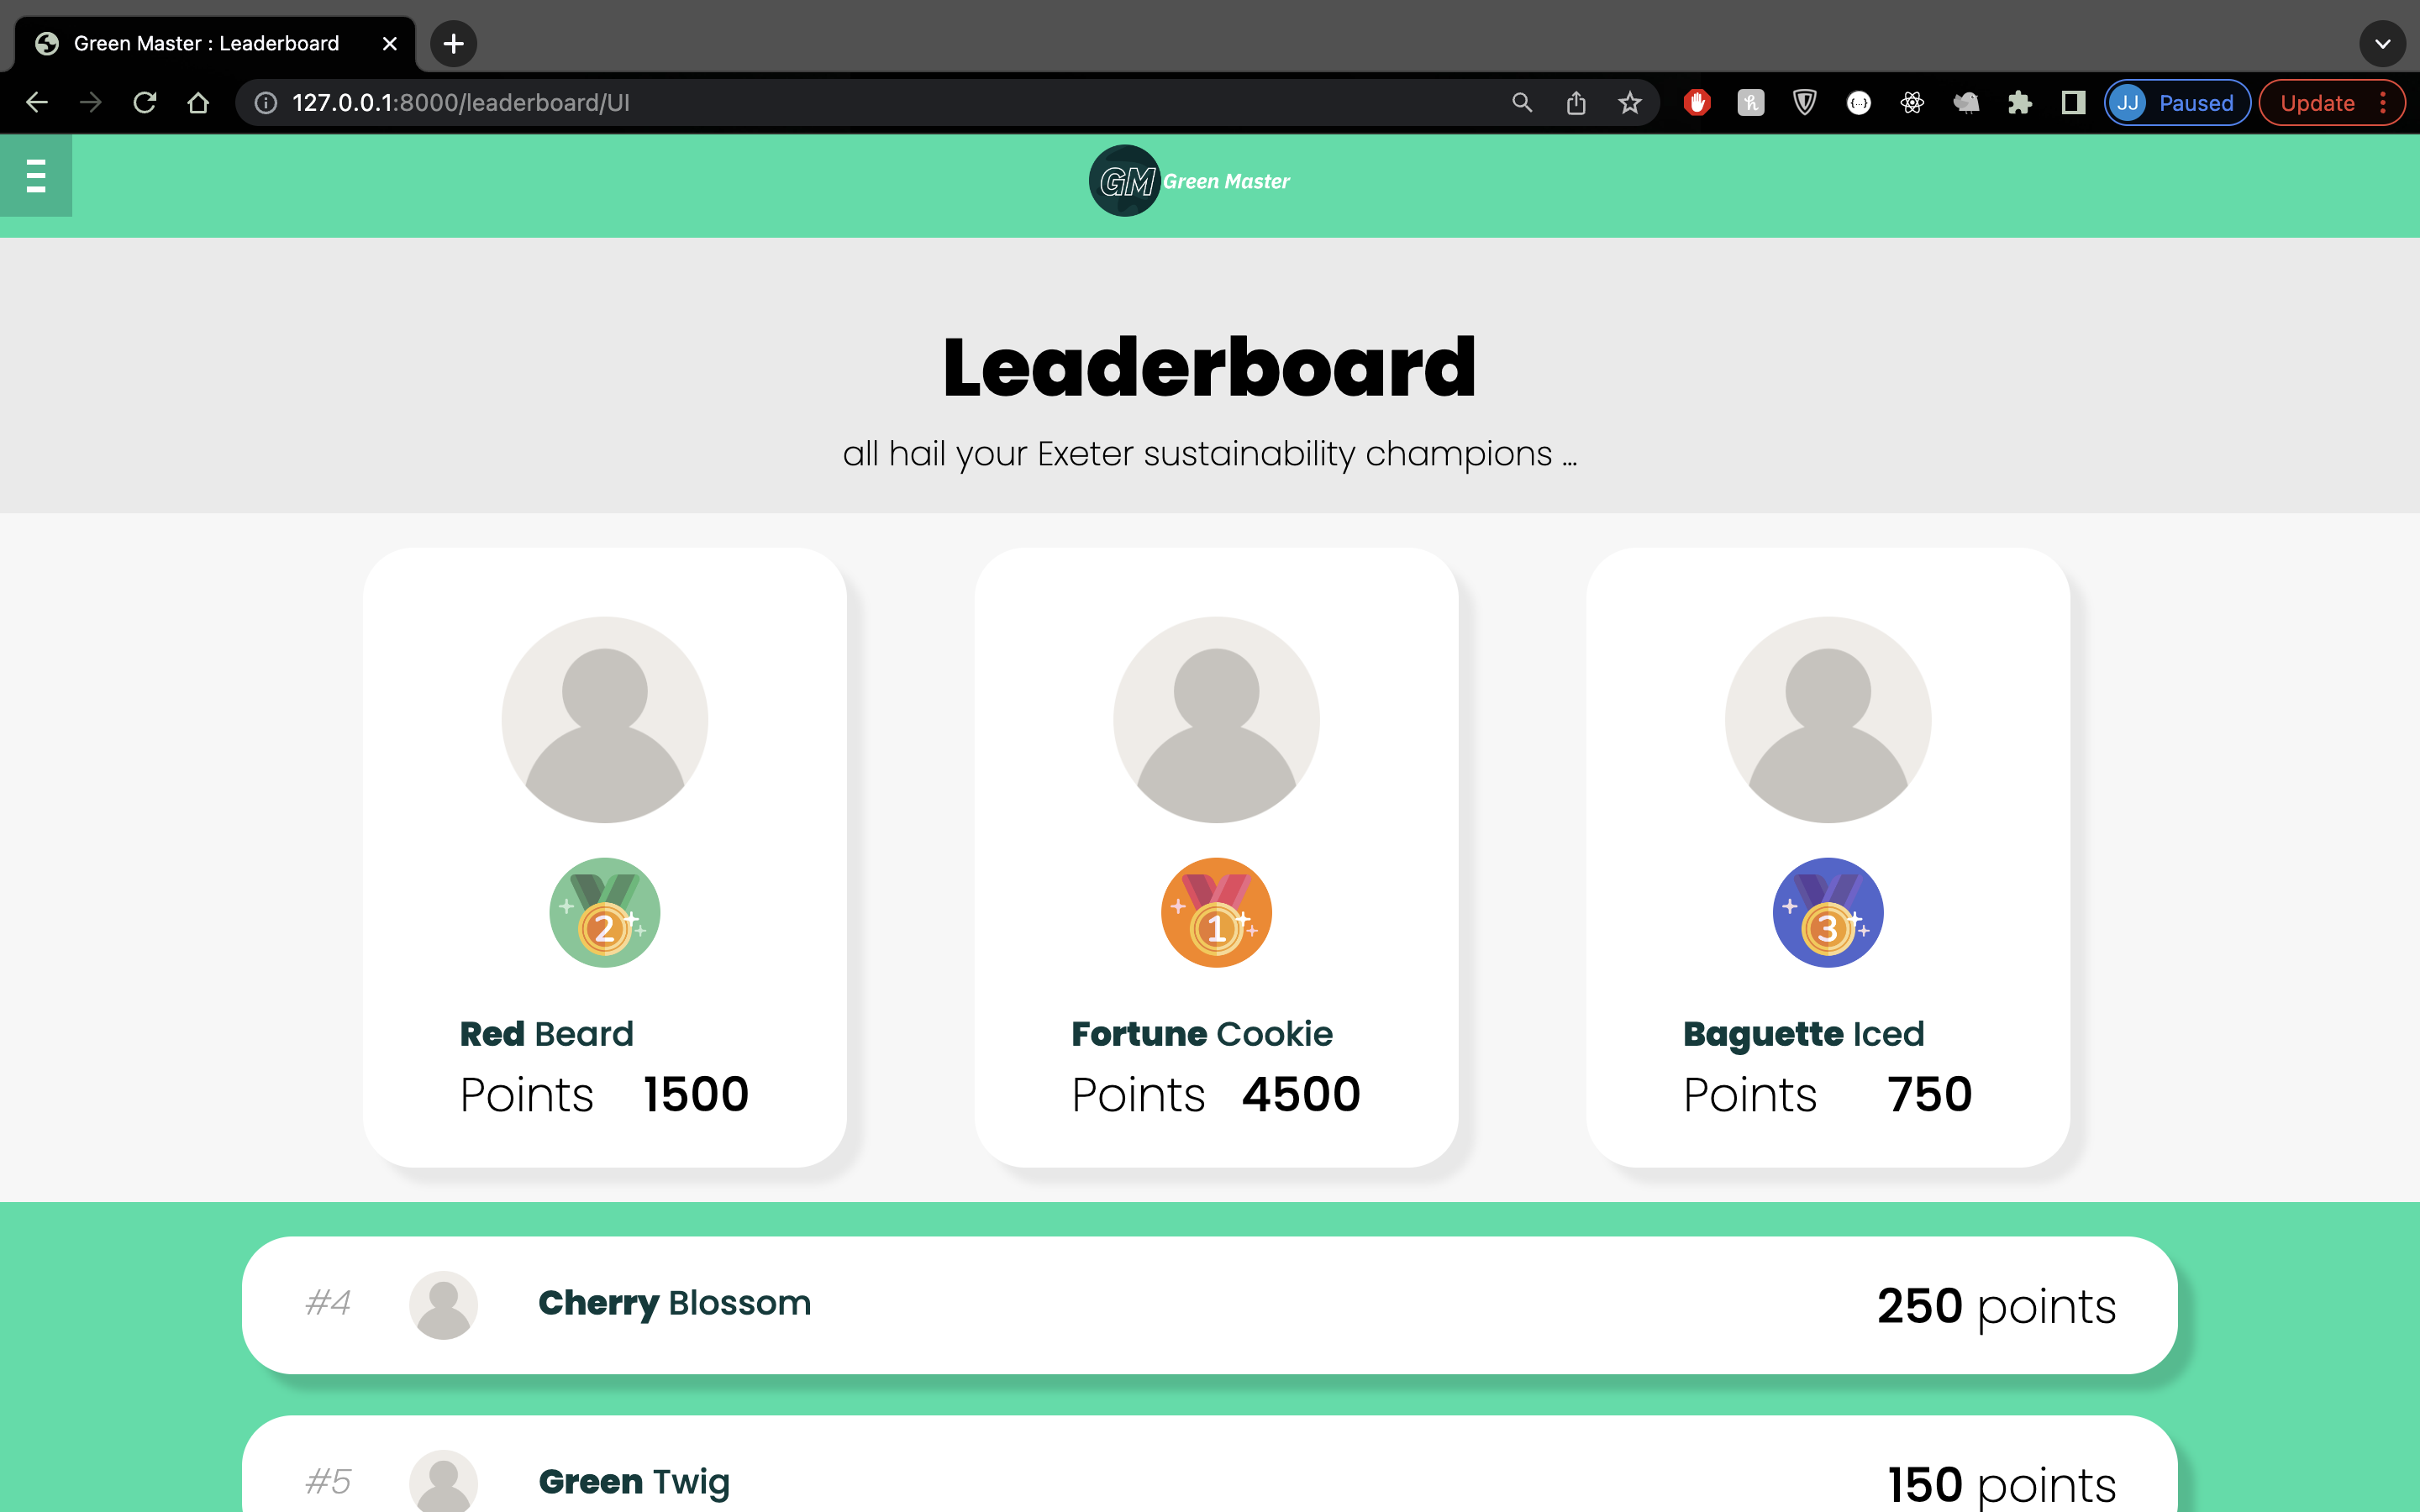 Green Master : Leaderboard
127.0.0.1:8000/leaderboard/UI
JJ Paused
Update
GM Green Master
Leaderboard
all hail your Exeter sustainability champions ...
2
Red Beard
Points 1500
1
Fortune Cookie
Points 4500
3
Baguette Iced
Points 750
#4 Cherry Blossom 250 points
#5 Green Twig 150 points